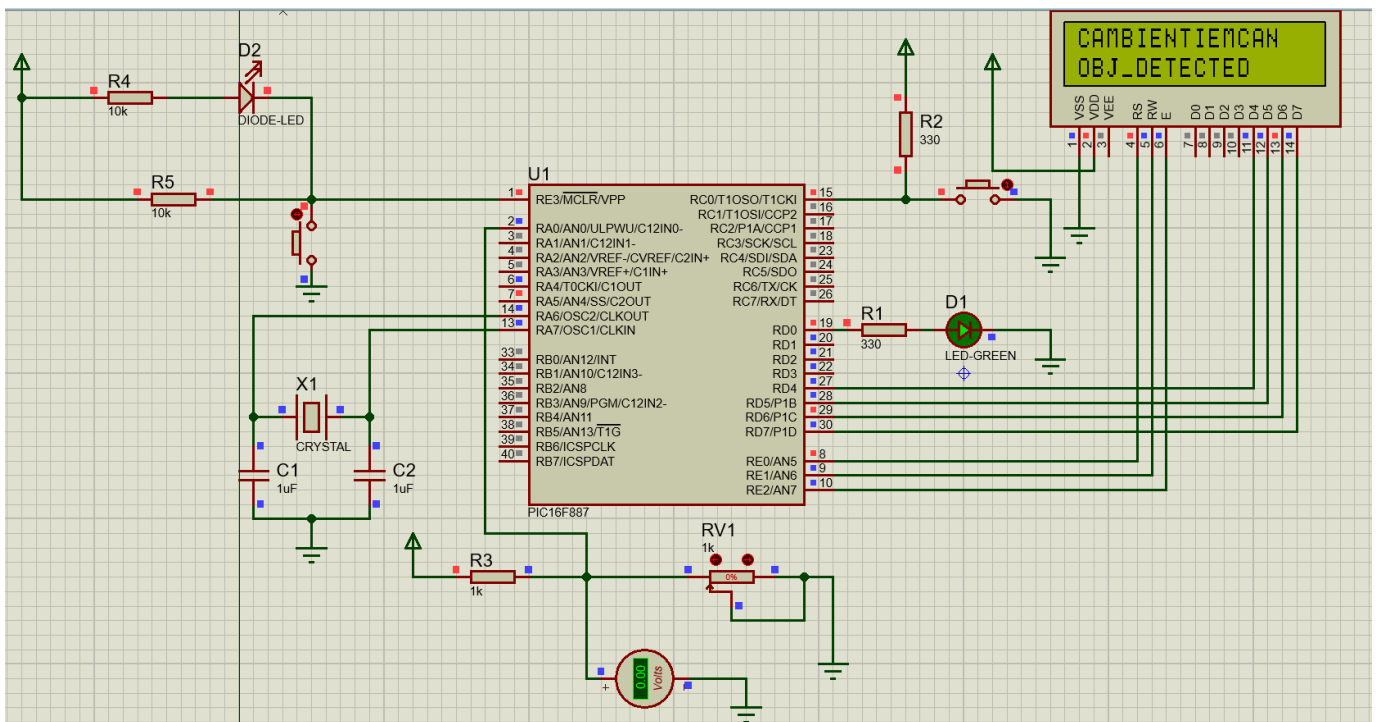 CAMBIENTIEMCAN
OBJ_DETECTED
VSS
VDD
VEE
RS
RW
E
D0
D1
D2
D3
D4
D5
D6
D7
1
2
3
4
5
6
7
8
9
10
11
12
13
14
D2
DIODE-LED
R4
10k
R5
10k
R2
330
U1
1 RE3/MCLR/VPP
2 RA0/AN0/ULPWU/C12IN0-
3 RA1/AN1/C12IN1-
4 RA2/AN2/VREF-/CVREF/C2IN+
5 RA3/AN3/VREF+/C1IN+
6 RA4/T0CKI/C1OUT
7 RA5/AN4/SS/C2OUT
14 RA6/OSC2/CLKOUT
13 RA7/OSC1/CLKIN
33 RB0/AN12/INT
34 RB1/AN10/C12IN3-
35 RB2/AN8
36 RB3/AN9/PGM/C12IN2-
37 RB4/AN11
38 RB5/AN13/T1G
39 RB6/ICSPCLK
40 RB7/ICSPDAT
RC0/T1OSO/T1CKI 15
RC1/T1OSI/CCP2 16
RC2/P1A/CCP1 17
RC3/SCK/SCL 18
RC4/SDI/SDA 23
RC5/SDO 24
RC6/TX/CK 25
RC7/RX/DT 26
RD0 19
RD1 20
RD2 21
RD3 22
RD4 27
RD5/P1B 28
RD6/P1C 29
RD7/P1D 30
RE0/AN5 8
RE1/AN6 9
RE2/AN7 10
PIC16F887
R1
330
D1
LED-GREEN
X1
CRYSTAL
C1
1uF
C2
1uF
R3
1k
RV1
1k
0%
0.00
Volts
+